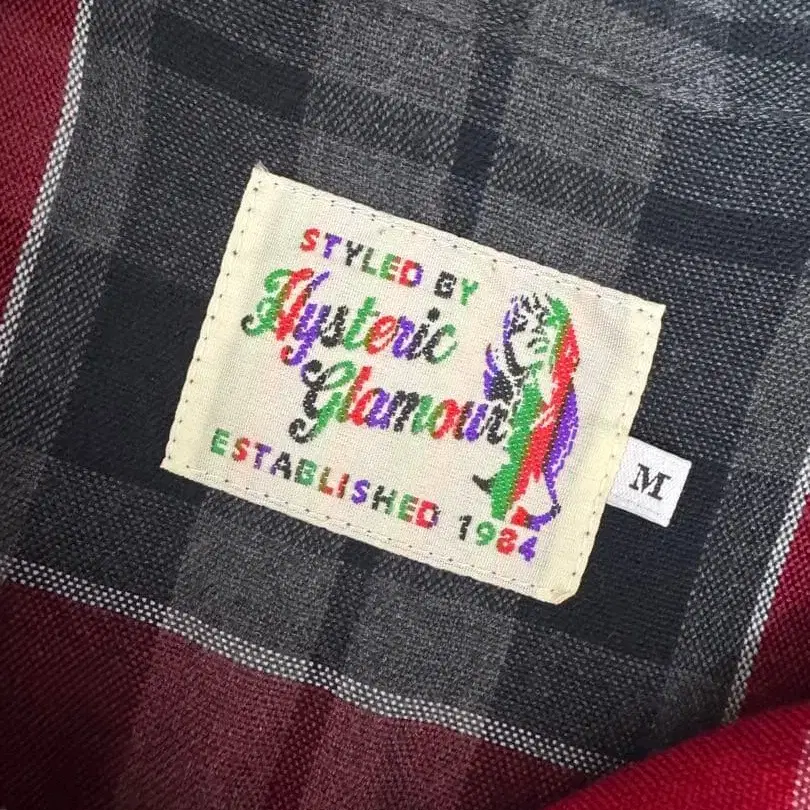 STYLED BY
Hysteric
Glamour
ESTABLISHED 1984
M